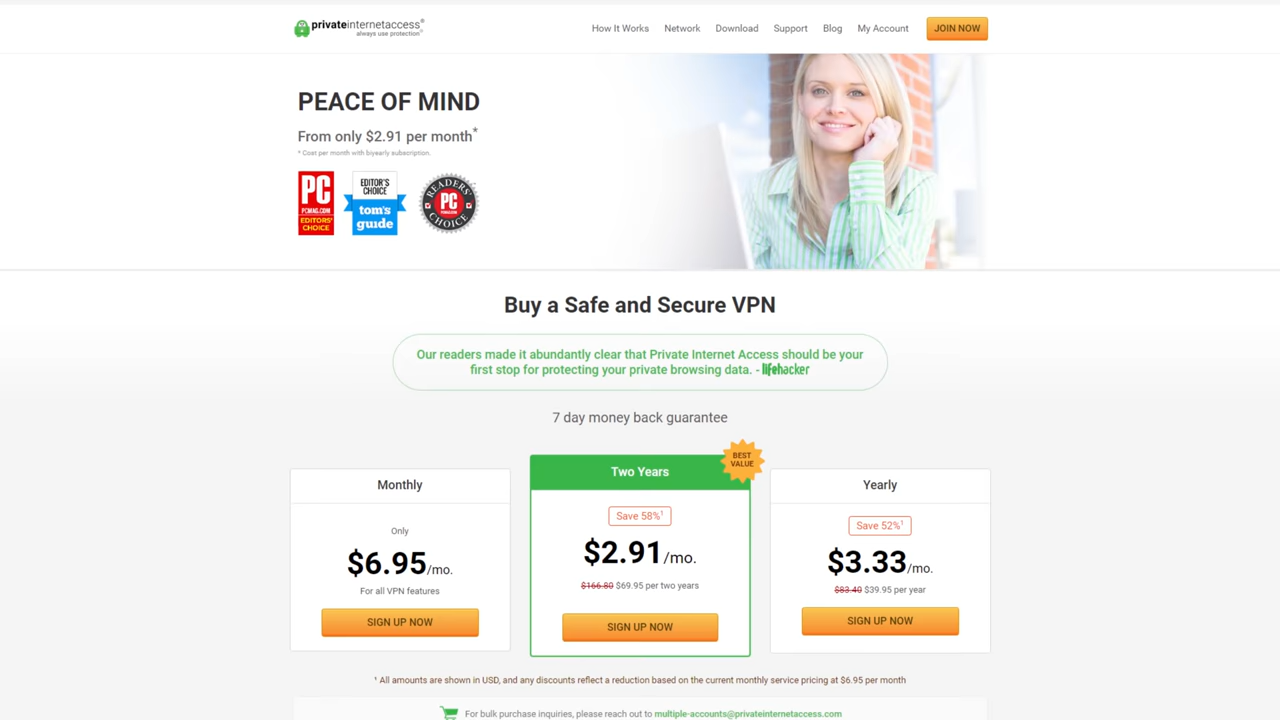 privateinternetaccess®
always use protection®
How It Works Network Download Support Blog My Account JOIN NOW
PEACE OF MIND
From only $2.91 per month*
* Cost per month with biyearly subscription.
PC
PCMAG.COM
EDITORS'
CHOICE
EDITOR'S
CHOICE
tom's
guide
READERS'
PC
PCMAG.COM
CHOICE
Buy a Safe and Secure VPN
Our readers made it abundantly clear that Private Internet Access should be your
first stop for protecting your private browsing data. - lifehacker
7 day money back guarantee
Monthly
Only
$6.95/mo.
For all VPN features
SIGN UP NOW
BEST
VALUE
Two Years
Save 58%¹
$2.91/mo.
$166.80 $69.95 per two years
SIGN UP NOW
Yearly
Save 52%¹
$3.33/mo.
$83.40 $39.95 per year
SIGN UP NOW
¹ All amounts are shown in USD, and any discounts reflect a reduction based on the current monthly service pricing at $6.95 per month
For bulk purchase inquiries, please reach out to multiple-accounts@privateinternetaccess.com